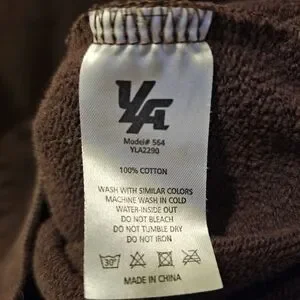 YLA
Model# 564
YLA2290
100% COTTON
WASH WITH SIMILAR COLORS
MACHINE WASH IN COLD
WATER-INSIDE OUT
DO NOT BLEACH
DO NOT TUMBLE DRY
DO NOT IRON
30°
MADE IN CHINA